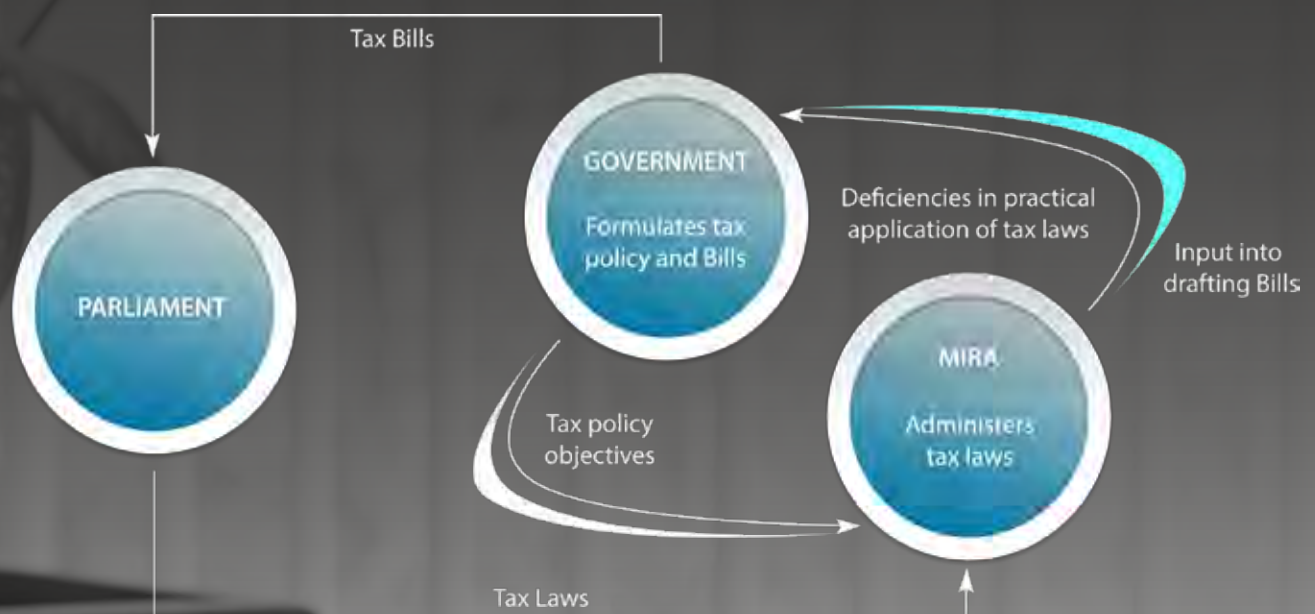 Tax Bills
GOVERNMENT
Formulates tax
policy and Bills
Deficiencies in practical
application of tax laws
Input into
drafting Bills
PARLIAMENT
MIRA
Administers
tax laws
Tax policy
objectives
Tax Laws